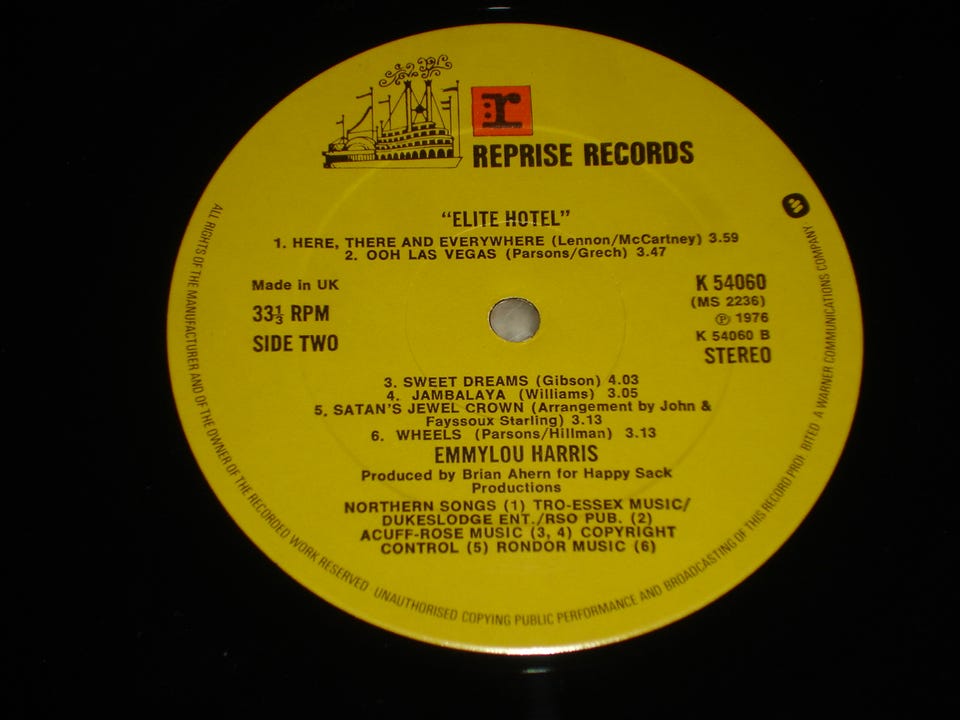 r
REPRISE RECORDS
"ELITE HOTEL"
1. HERE, THERE AND EVERYWHERE (Lennon/McCartney) 3.59
2. OOH LAS VEGAS (Parsons/Grech) 3.47
Made in UK
33⅓ RPM
SIDE TWO
K 54060
(MS 2236)
Ⓟ 1976
K 54060 B
STEREO
3. SWEET DREAMS (Gibson) 4.03
4. JAMBALAYA (Williams) 3.05
5. SATAN'S JEWEL CROWN (Arrangement by John &
Fayssoux Starling) 3.13
6. WHEELS (Parsons/Hillman) 3.13
EMMYLOU HARRIS
Produced by Brian Ahern for Happy Sack
Productions
NORTHERN SONGS (1) TRO-ESSEX MUSIC/
DUKESLODGE ENT./RSO PUB. (2)
ACUFF-ROSE MUSIC (3, 4) COPYRIGHT
CONTROL (5) RONDOR MUSIC (6)
ALL RIGHTS OF THE MANUFACTURER AND OF THE OWNER OF THE RECORDED WORK RESERVED UNAUTHORISED COPYING PUBLIC PERFORMANCE AND BROADCASTING OF THIS RECORD PROHIBITED A WARNER COMMUNICATIONS COMPANY